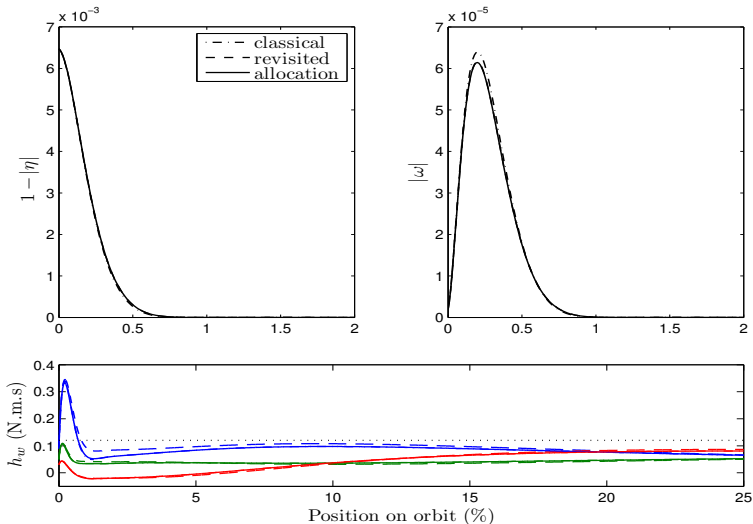 x 10⁻³
7
6
5
4
3
2
1
0
0 0.5 1 1.5 2
1−|η|
classical
revisited
allocation
x 10⁻⁵
7
6
5
4
3
2
1
0
0 0.5 1 1.5 2
|ω|
0.4
0.3
0.2
0.1
0
0 5 10 15 20 25
h_w (N.m.s)
Position on orbit (%)